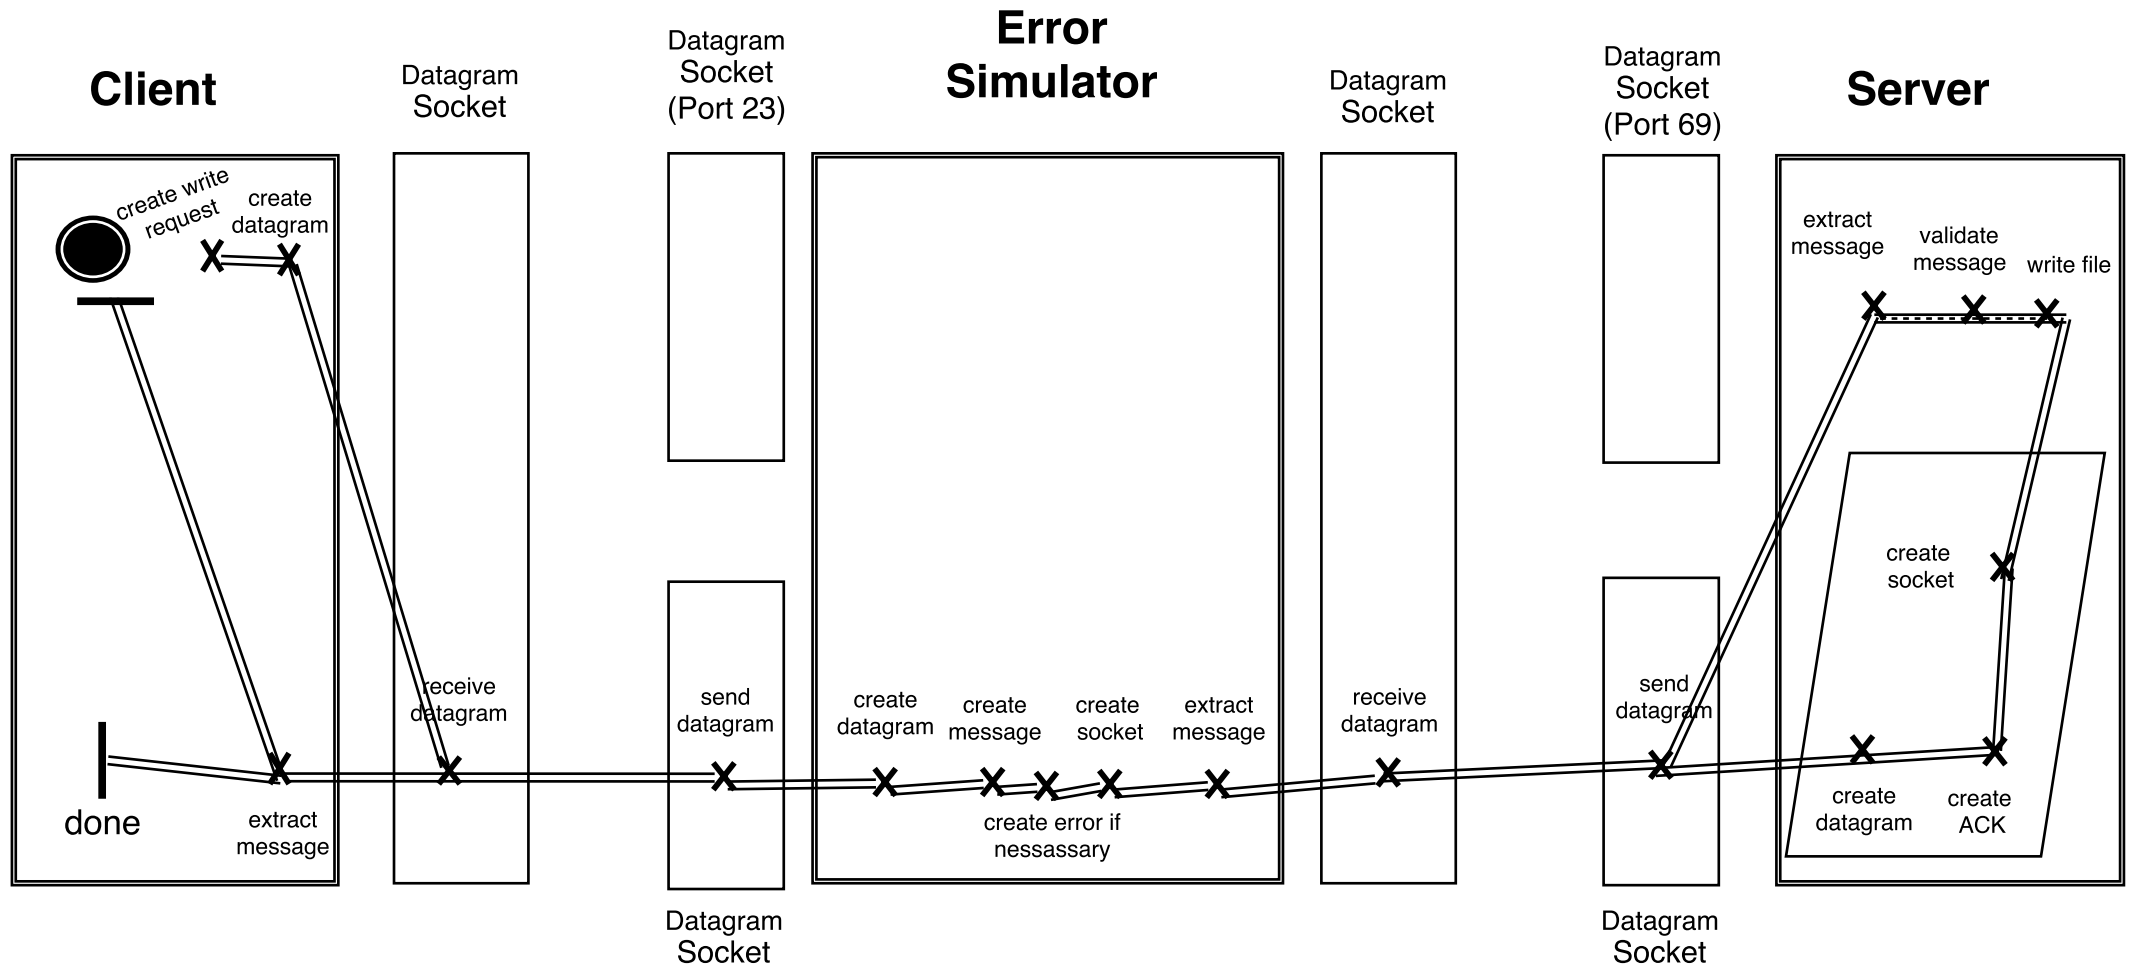 Client
Datagram
Socket
Datagram
Socket
(Port 23)
Error
Simulator
Datagram
Socket
Datagram
Socket
(Port 69)
Server
create write
request
create
datagram
extract
message
validate
message
write file
create
socket
receive
datagram
send
datagram
create
datagram
create
message
create
socket
extract
message
receive
datagram
send
datagram
done
extract
message
create error if
nessassary
create
datagram
create
ACK
Datagram
Socket
Datagram
Socket